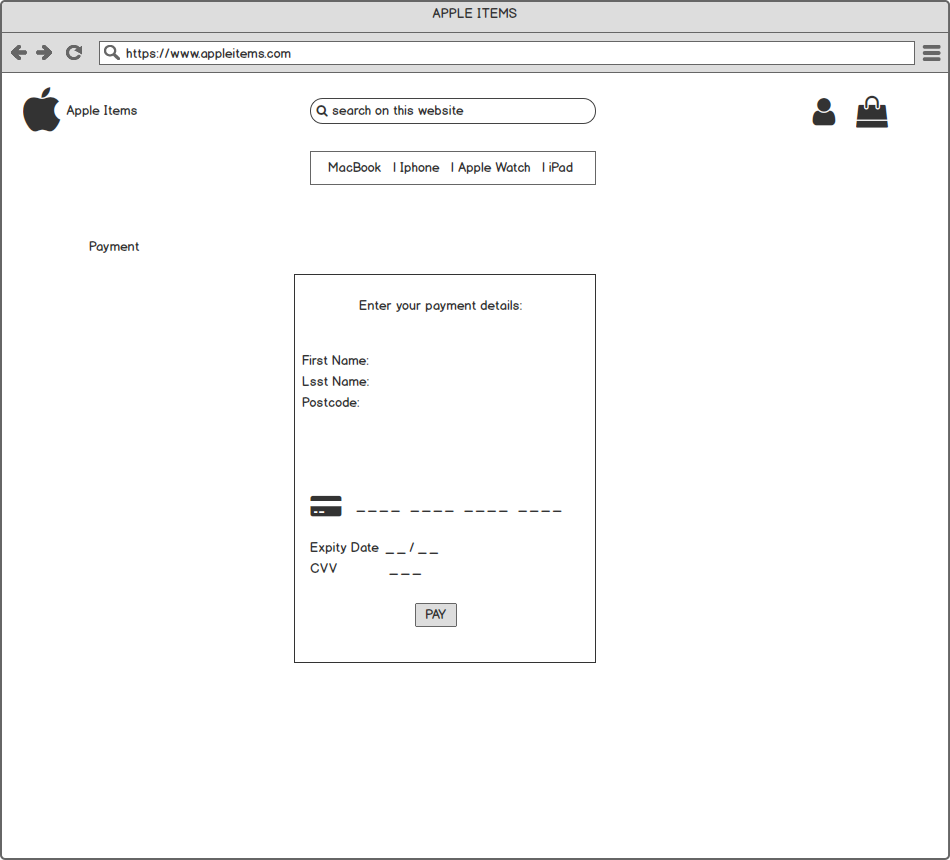 APPLE ITEMS
https://www.appleitems.com
Apple Items
search on this website
MacBook | Iphone | Apple Watch | iPad
Payment
Enter your payment details:
First Name:
Lsst Name:
Postcode:
____ ____ ____ ____
Expity Date __/__
CVV ___
PAY